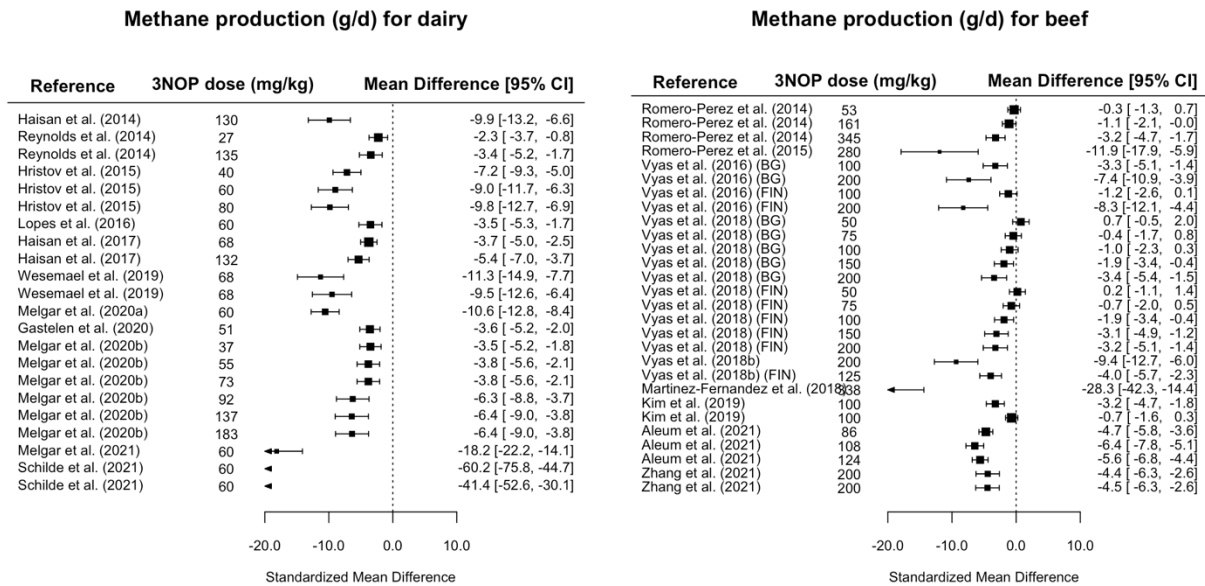 Methane production (g/d) for dairy
Reference 3NOP dose (mg/kg) Mean Difference [95% CI]
Haisan et al. (2014) 130 -9.9 [-13.2, -6.6]
Reynolds et al. (2014) 27 -2.3 [ -3.7, -0.8]
Reynolds et al. (2014) 135 -3.4 [ -5.2, -1.7]
Hristov et al. (2015) 40 -7.2 [ -9.3, -5.0]
Hristov et al. (2015) 60 -9.0 [-11.7, -6.3]
Hristov et al. (2015) 80 -9.8 [-12.7, -6.9]
Lopes et al. (2016) 60 -3.5 [ -5.3, -1.7]
Haisan et al. (2017) 68 -3.7 [ -5.0, -2.5]
Haisan et al. (2017) 132 -5.4 [ -7.0, -3.7]
Wesemael et al. (2019) 68 -11.3 [-14.9, -7.7]
Wesemael et al. (2019) 68 -9.5 [-12.6, -6.4]
Melgar et al. (2020a) 60 -10.6 [-12.8, -8.4]
Gastelen et al. (2020) 51 -3.6 [ -5.2, -2.0]
Melgar et al. (2020b) 37 -3.5 [ -5.2, -1.8]
Melgar et al. (2020b) 55 -3.8 [ -5.6, -2.1]
Melgar et al. (2020b) 73 -3.8 [ -5.6, -2.1]
Melgar et al. (2020b) 92 -6.3 [ -8.8, -3.7]
Melgar et al. (2020b) 137 -6.4 [ -9.0, -3.8]
Melgar et al. (2020b) 183 -6.4 [ -9.0, -3.8]
Melgar et al. (2021) 60 -18.2 [-22.2, -14.1]
Schilde et al. (2021) 60 -60.2 [-75.8, -44.7]
Schilde et al. (2021) 60 -41.4 [-52.6, -30.1]
-20.0 -10.0 0.0 10.0
Standardized Mean Difference
Methane production (g/d) for beef
Reference 3NOP dose (mg/kg) Mean Difference [95% CI]
Romero-Perez et al. (2014) 53 -0.3 [ -1.3, 0.7]
Romero-Perez et al. (2014) 161 -1.1 [ -2.1, -0.0]
Romero-Perez et al. (2014) 345 -3.2 [ -4.7, -1.7]
Romero-Perez et al. (2015) 280 -11.9 [-17.9, -5.9]
Vyas et al. (2016) (BG) 100 -3.3 [ -5.1, -1.4]
Vyas et al. (2016) (BG) 200 -7.4 [-10.9, -3.9]
Vyas et al. (2016) (FIN) 100 -1.2 [ -2.6, 0.1]
Vyas et al. (2016) (FIN) 200 -8.3 [-12.1, -4.4]
Vyas et al. (2018) (BG) 50 0.7 [ -0.5, 2.0]
Vyas et al. (2018) (BG) 75 -0.4 [ -1.7, 0.8]
Vyas et al. (2018) (BG) 100 -1.0 [ -2.3, 0.3]
Vyas et al. (2018) (BG) 150 -1.9 [ -3.4, -0.4]
Vyas et al. (2018) (BG) 200 -3.4 [ -5.4, -1.5]
Vyas et al. (2018) (FIN) 50 0.2 [ -1.1, 1.4]
Vyas et al. (2018) (FIN) 75 -0.7 [ -2.0, 0.5]
Vyas et al. (2018) (FIN) 100 -1.9 [ -3.4, -0.4]
Vyas et al. (2018) (FIN) 150 -3.1 [ -4.9, -1.2]
Vyas et al. (2018) (FIN) 200 -3.2 [ -5.1, -1.4]
Vyas et al. (2018b) 200 -9.4 [-12.7, -6.0]
Vyas et al. (2018b) (FIN) 125 -4.0 [ -5.7, -2.3]
Martinez-Fernandez et al. (2018) 338 -28.3 [-42.3, -14.4]
Kim et al. (2019) 100 -3.2 [ -4.7, -1.8]
Kim et al. (2019) 100 -0.7 [ -1.6, 0.3]
Aleum et al. (2021) 86 -4.7 [ -5.8, -3.6]
Aleum et al. (2021) 108 -6.4 [ -7.8, -5.1]
Aleum et al. (2021) 124 -5.6 [ -6.8, -4.4]
Zhang et al. (2021) 200 -4.4 [ -6.3, -2.6]
Zhang et al. (2021) 200 -4.5 [ -6.3, -2.6]
-20.0 -10.0 0.0 10.0
Standardized Mean Difference